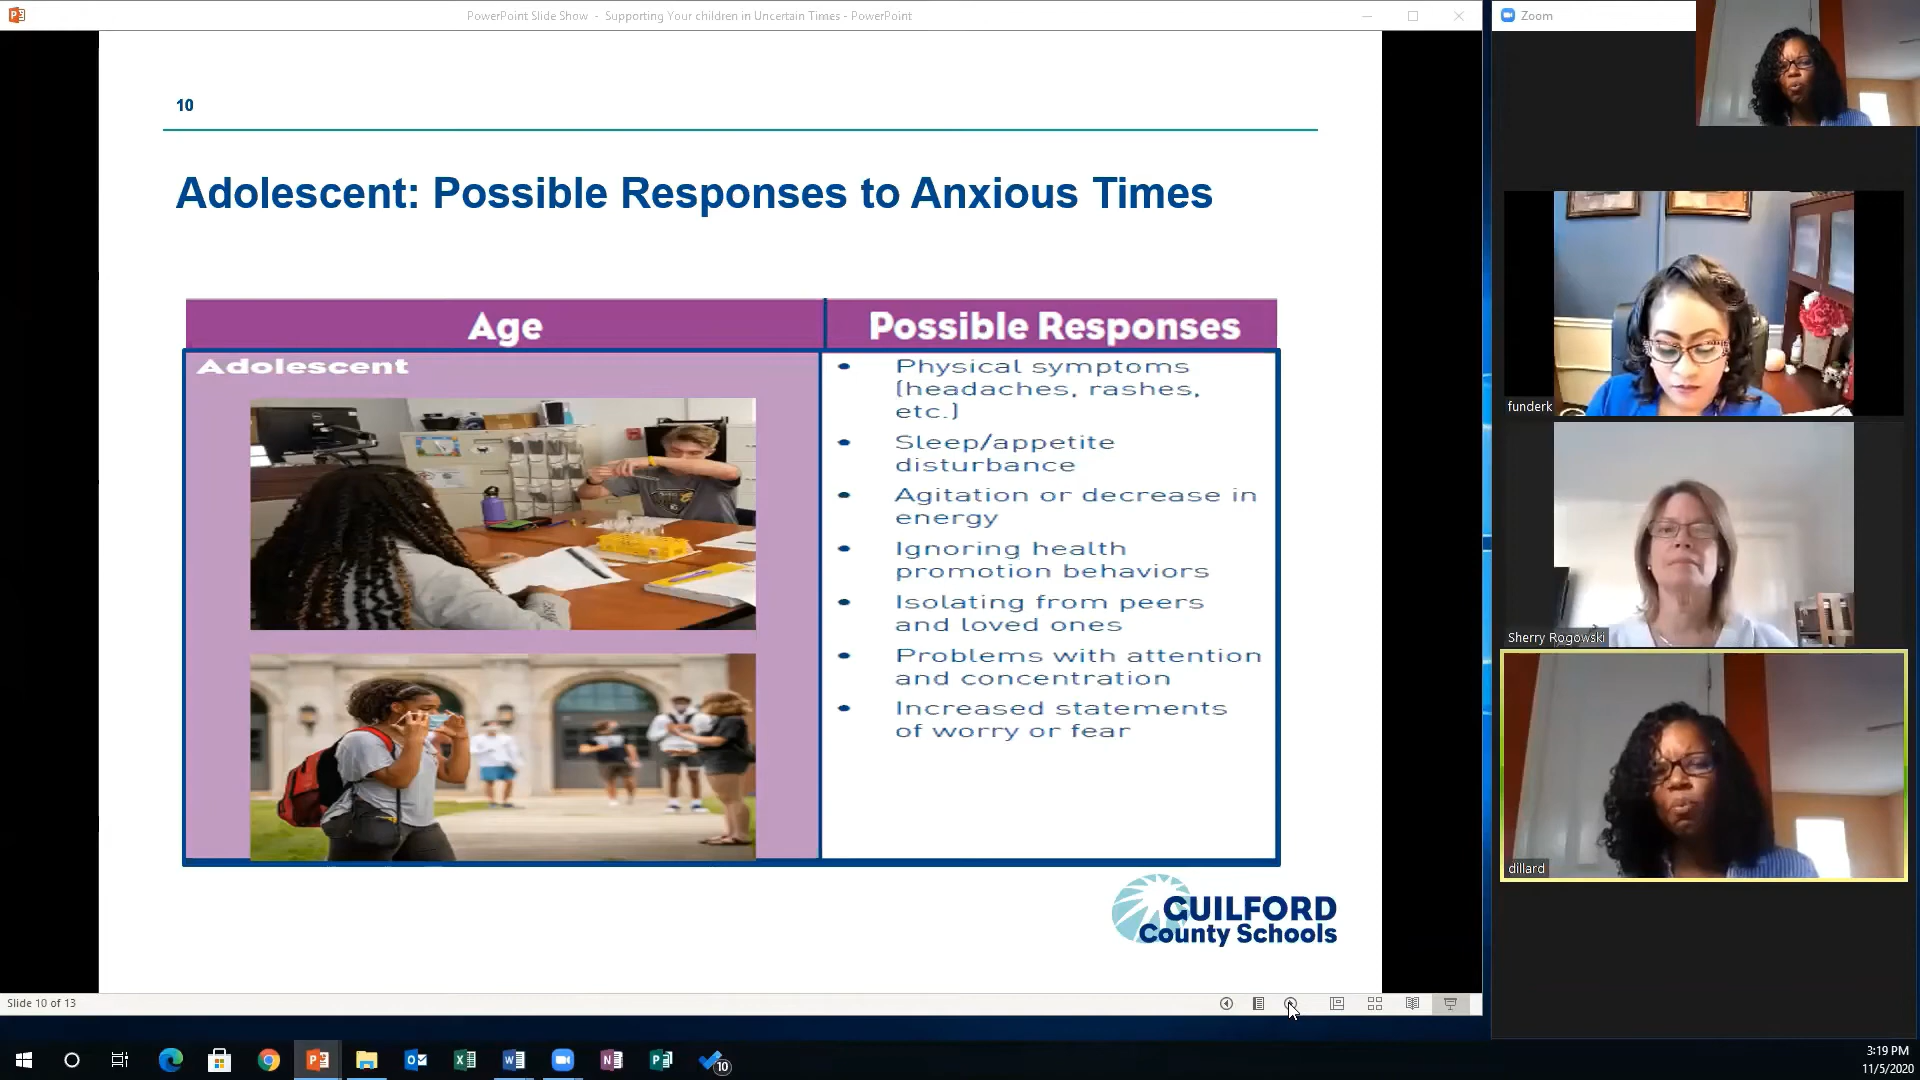 PowerPoint Slide Show - Supporting Your children in Uncertain Times - PowerPoint
Zoom
10
Adolescent: Possible Responses to Anxious Times
Age
Possible Responses
Adolescent
• Physical symptoms
(headaches, rashes,
etc.)
• Sleep/appetite
disturbance
• Agitation or decrease in
energy
• Ignoring health
promotion behaviors
• Isolating from peers
and loved ones
• Problems with attention
and concentration
• Increased statements
of worry or fear
GUILFORD
County Schools
funderk
Sherry Rogowski
dillard
Slide 10 of 13
10
3:19 PM
11/5/2020